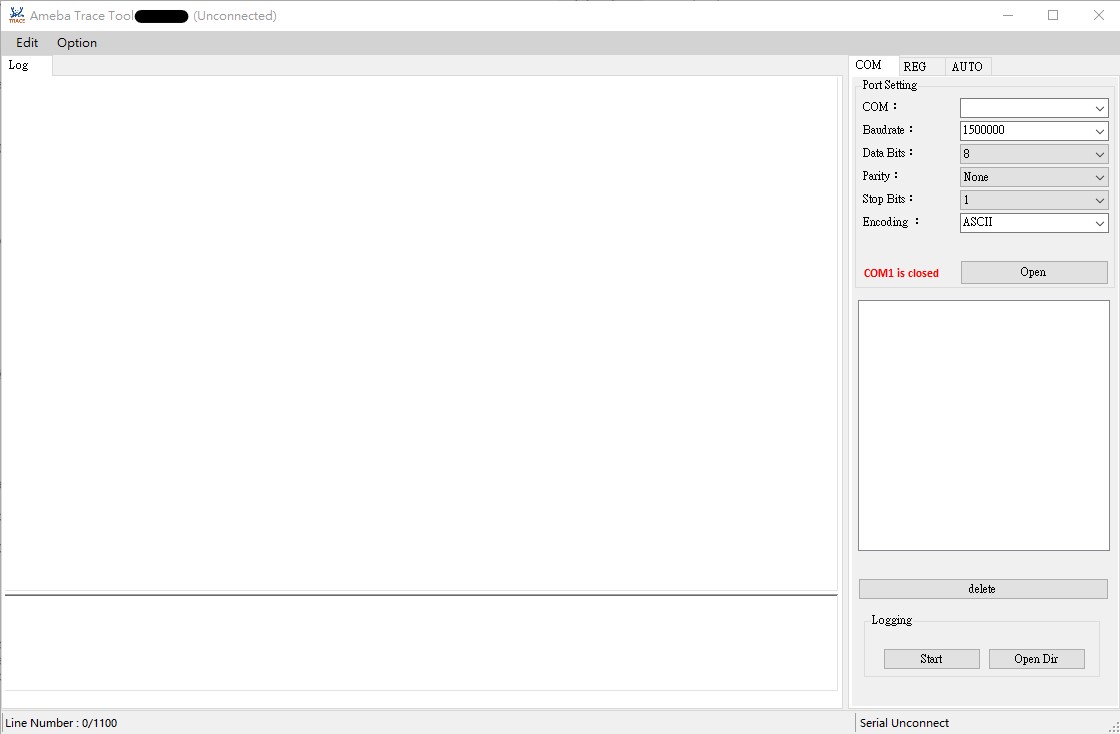 TRACE
Ameba Trace Tool (Unconnected)
Edit Option
Log
COM REG AUTO
Port Setting
COM :
Baudrate : 1500000
Data Bits : 8
Parity : None
Stop Bits : 1
Encoding : ASCII
COM1 is closed Open
delete
Logging
Start Open Dir
Line Number : 0/1100 Serial Unconnect